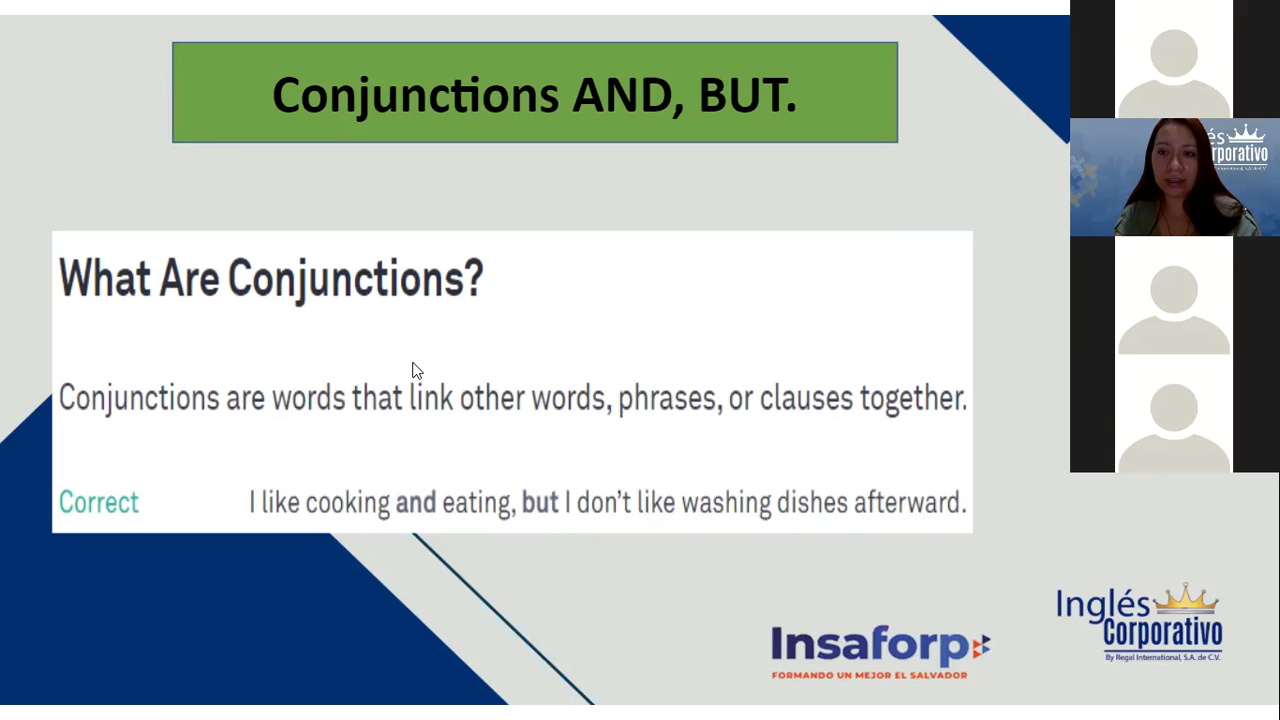 Conjunctions AND, BUT.
What Are Conjunctions?
Conjunctions are words that link other words, phrases, or clauses together.
Correct I like cooking and eating, but I don't like washing dishes afterward.
Insaforp
FORMANDO UN MEJOR EL SALVADOR
Inglés
Corporativo
By Regal International, S.A. de C.V.
és
rporativo